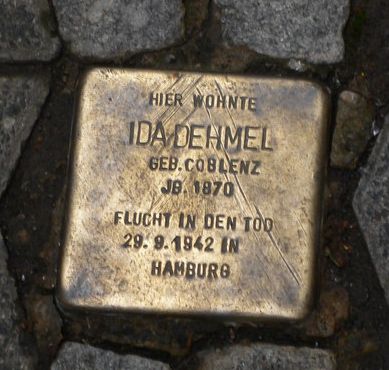 HIER WOHNTE
IDA DEHMEL
GEB. COBLENZ
JG. 1870
FLUCHT IN DEN TOD
29. 9. 1942 IN
HAMBURG